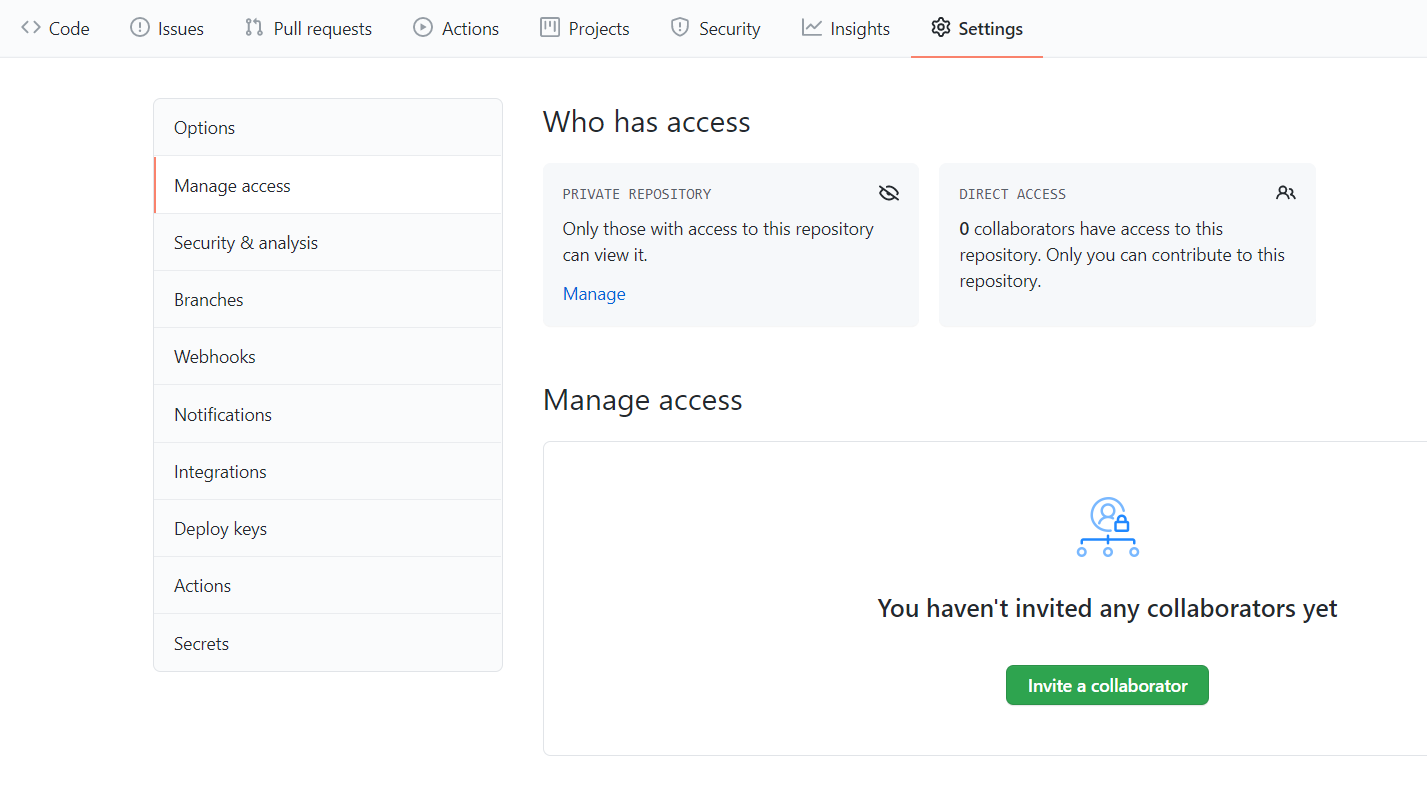 Code Issues Pull requests Actions Projects Security Insights Settings
Options
Manage access
Security & analysis
Branches
Webhooks
Notifications
Integrations
Deploy keys
Actions
Secrets
Who has access
PRIVATE REPOSITORY
Only those with access to this repository
can view it.
Manage
DIRECT ACCESS
0 collaborators have access to this
repository. Only you can contribute to this
repository.
Manage access
You haven't invited any collaborators yet
Invite a collaborator